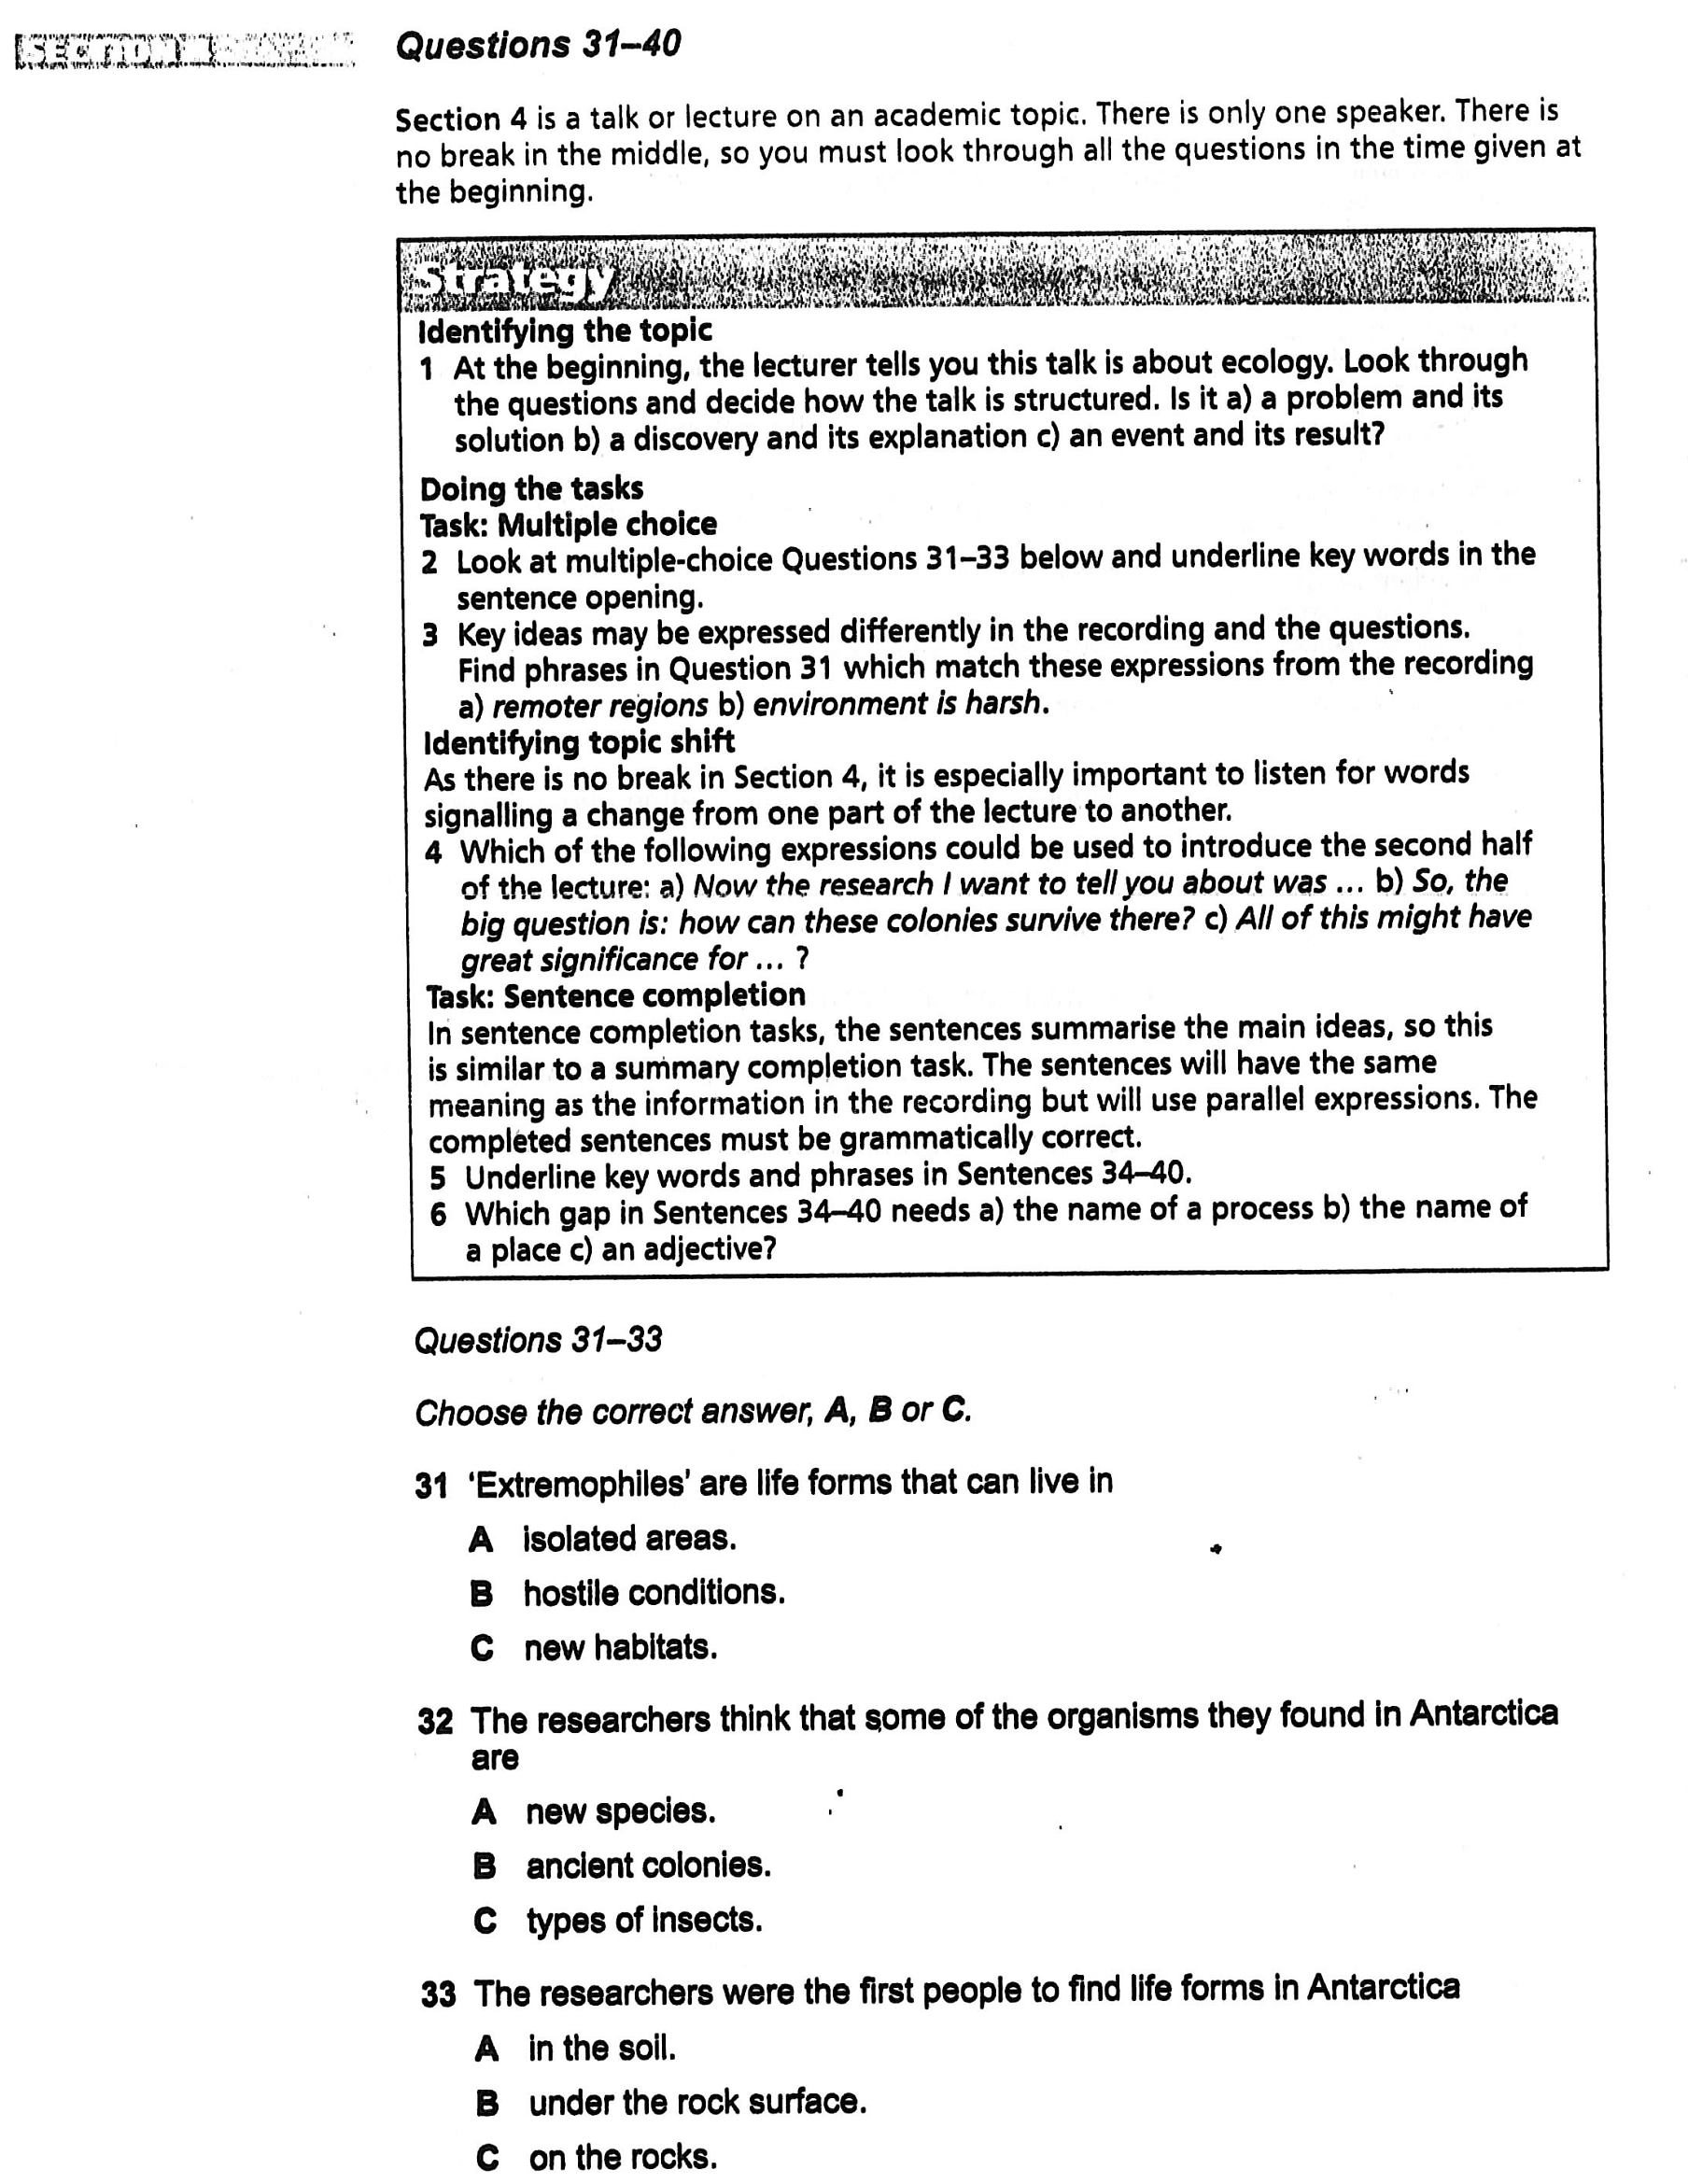 SECTION
Questions 31–40
Section 4 is a talk or lecture on an academic topic. There is only one speaker. There is
no break in the middle, so you must look through all the questions in the time given at
the beginning.
Strategy
Identifying the topic
1 At the beginning, the lecturer tells you this talk is about ecology. Look through
the questions and decide how the talk is structured. Is it a) a problem and its
solution b) a discovery and its explanation c) an event and its result?
Doing the tasks
Task: Multiple choice
2 Look at multiple-choice Questions 31–33 below and underline key words in the
sentence opening.
3 Key ideas may be expressed differently in the recording and the questions.
Find phrases in Question 31 which match these expressions from the recording
a) remoter regions b) environment is harsh.
Identifying topic shift
As there is no break in Section 4, it is especially important to listen for words
signalling a change from one part of the lecture to another.
4 Which of the following expressions could be used to introduce the second half
of the lecture: a) Now the research I want to tell you about was ... b) So, the
big question is: how can these colonies survive there? c) All of this might have
great significance for ... ?
Task: Sentence completion
In sentence completion tasks, the sentences summarise the main ideas, so this
is similar to a summary completion task. The sentences will have the same
meaning as the information in the recording but will use parallel expressions. The
completed sentences must be grammatically correct.
5 Underline key words and phrases in Sentences 34–40.
6 Which gap in Sentences 34–40 needs a) the name of a process b) the name of
a place c) an adjective?
Questions 31–33
Choose the correct answer, A, B or C.
31 'Extremophiles' are life forms that can live in
A isolated areas.
B hostile conditions.
C new habitats.
32 The researchers think that some of the organisms they found in Antarctica
are
A new species.
B ancient colonies.
C types of insects.
33 The researchers were the first people to find life forms in Antarctica
A in the soil.
B under the rock surface.
C on the rocks.